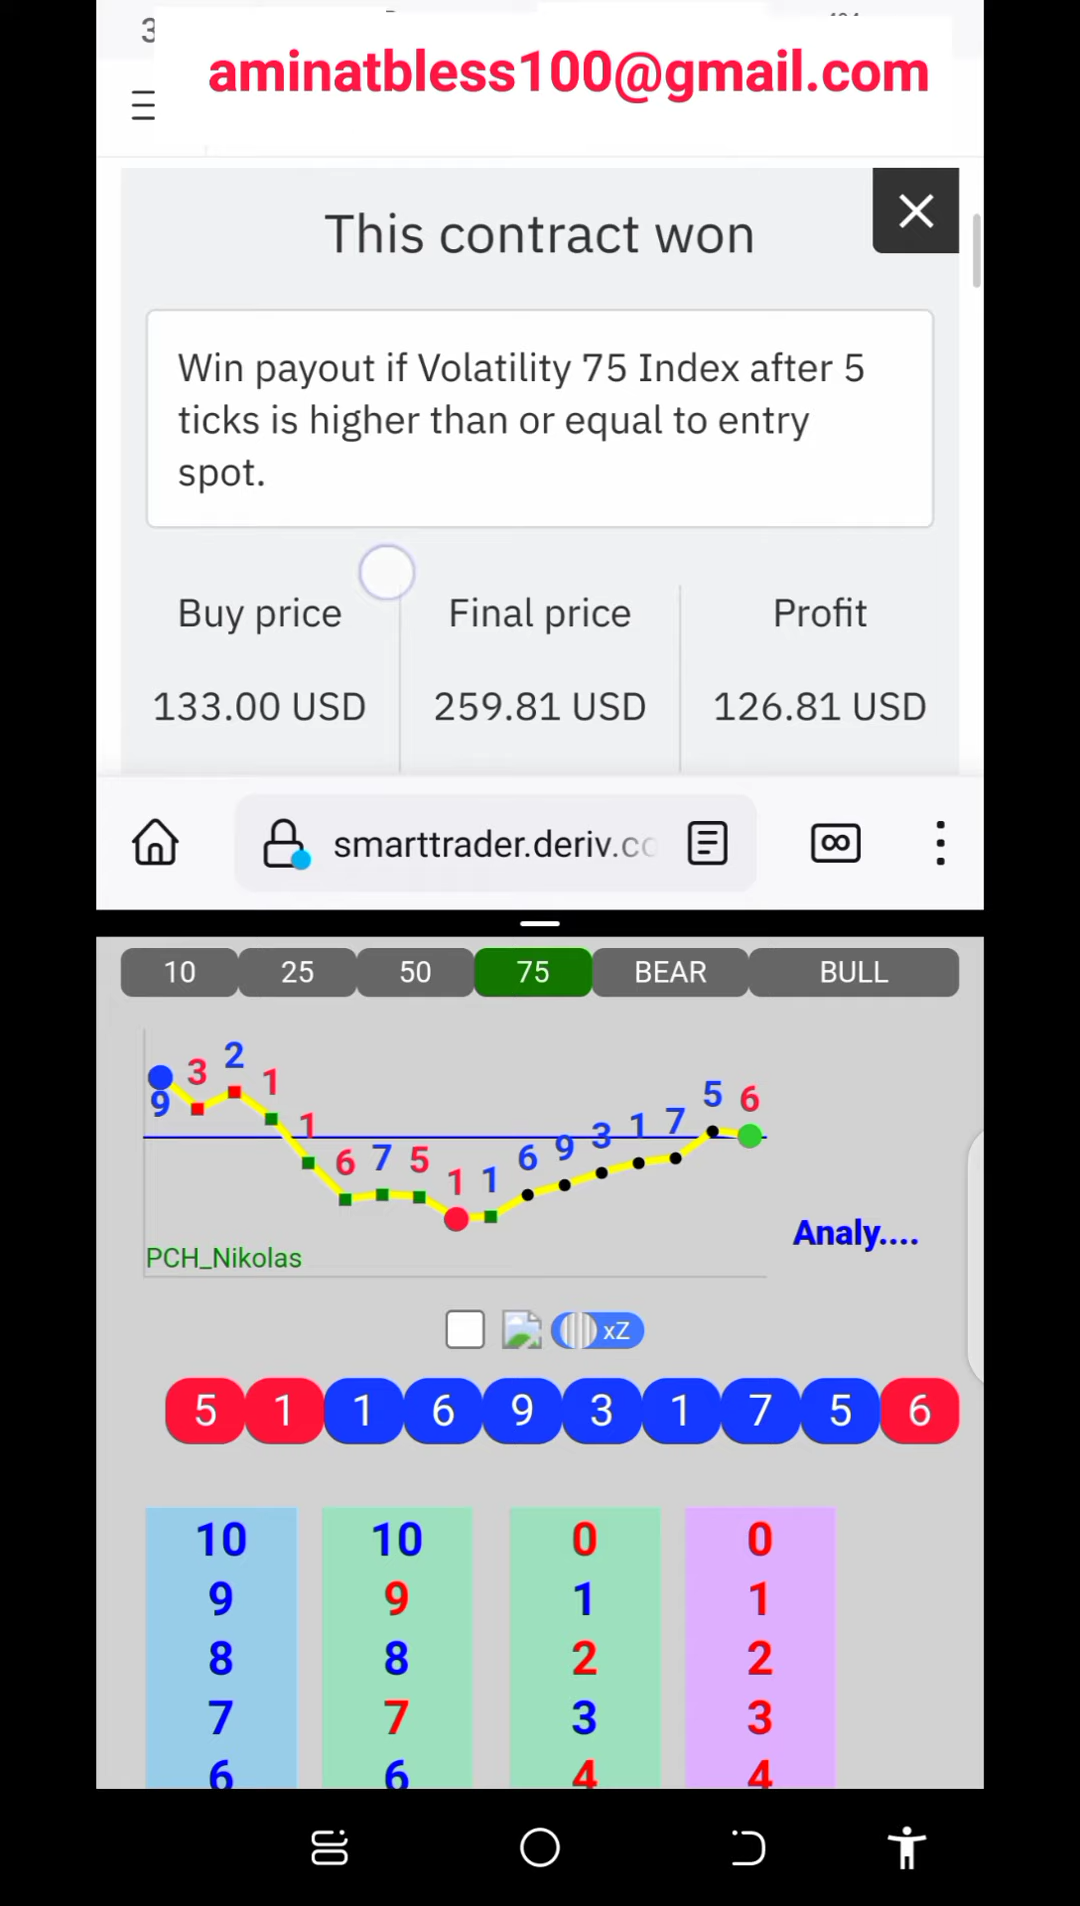 3
aminatbless100@gmail.com
This contract won
Win payout if Volatility 75 Index after 5
ticks is higher than or equal to entry
spot.
Buy price Final price Profit
133.00 USD 259.81 USD 126.81 USD
smarttrader.deriv.co
10 25 50 75 BEAR BULL
9 3 2 1 1 6 7 5 1 1 6 9 3 1 7 5 6
Analy....
PCH_Nikolas
xZ
5 1 1 6 9 3 1 7 5 6
10 10 0 0
9 9 1 1
8 8 2 2
7 7 3 3
6 6 4 4